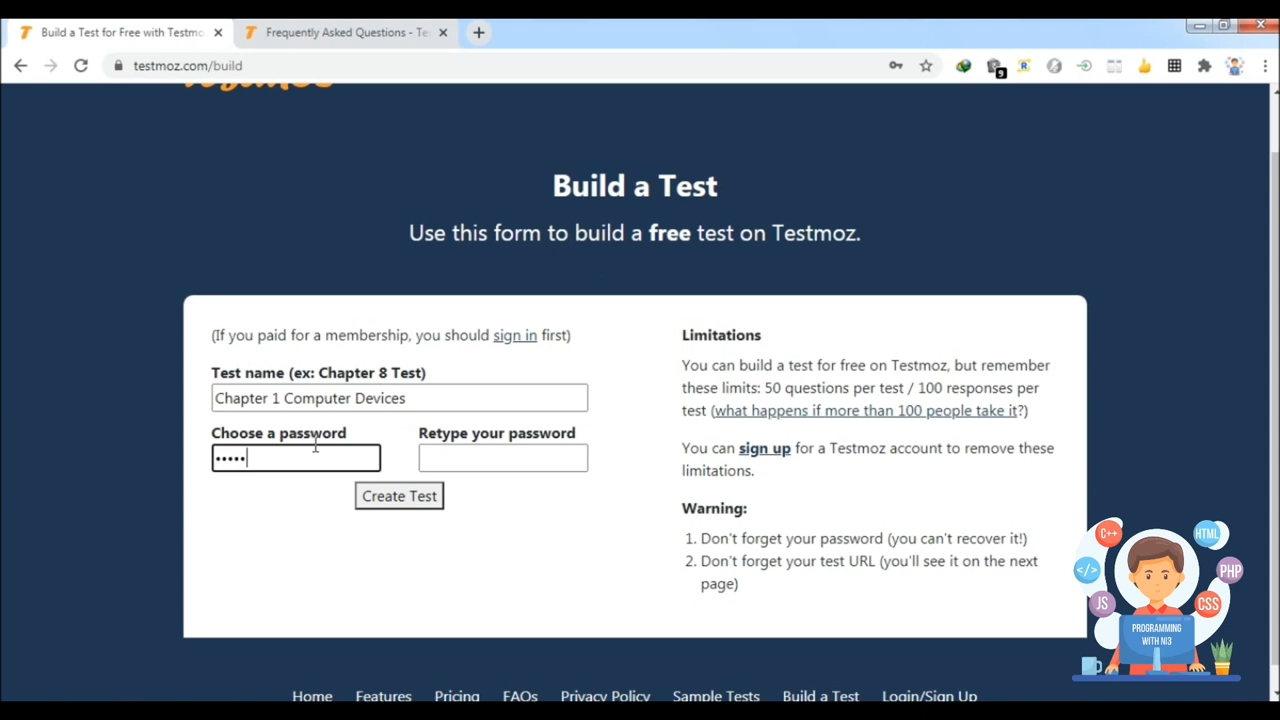 Build a Test for Free with Testmo
Frequently Asked Questions - Te
testmoz.com/build
9
Build a Test
Use this form to build a free test on Testmoz.
(If you paid for a membership, you should sign in first)
Test name (ex: Chapter 8 Test)
Chapter 1 Computer Devices
Choose a password
Retype your password
•••••
Create Test
Limitations
You can build a test for free on Testmoz, but remember
these limits: 50 questions per test / 100 responses per
test (what happens if more than 100 people take it?)
You can sign up for a Testmoz account to remove these
limitations.
Warning:
1. Don't forget your password (you can't recover it!)
2. Don't forget your test URL (you'll see it on the next
page)
C++
HTML
</>
PHP
JS
CSS
PROGRAMMING
WITH NI3
Home Features Pricing FAQs Privacy Policy Sample Tests Build a Test Login/Sign Up